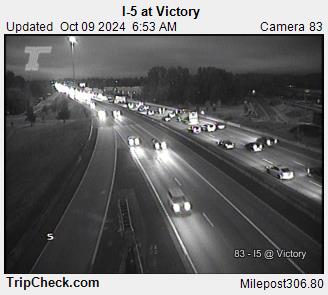 I-5 at Victory
Updated Oct 09 2024 6:53 AM Camera 83
T
S
83 - I5 @ Victory
TripCheck.com Milepost306.80